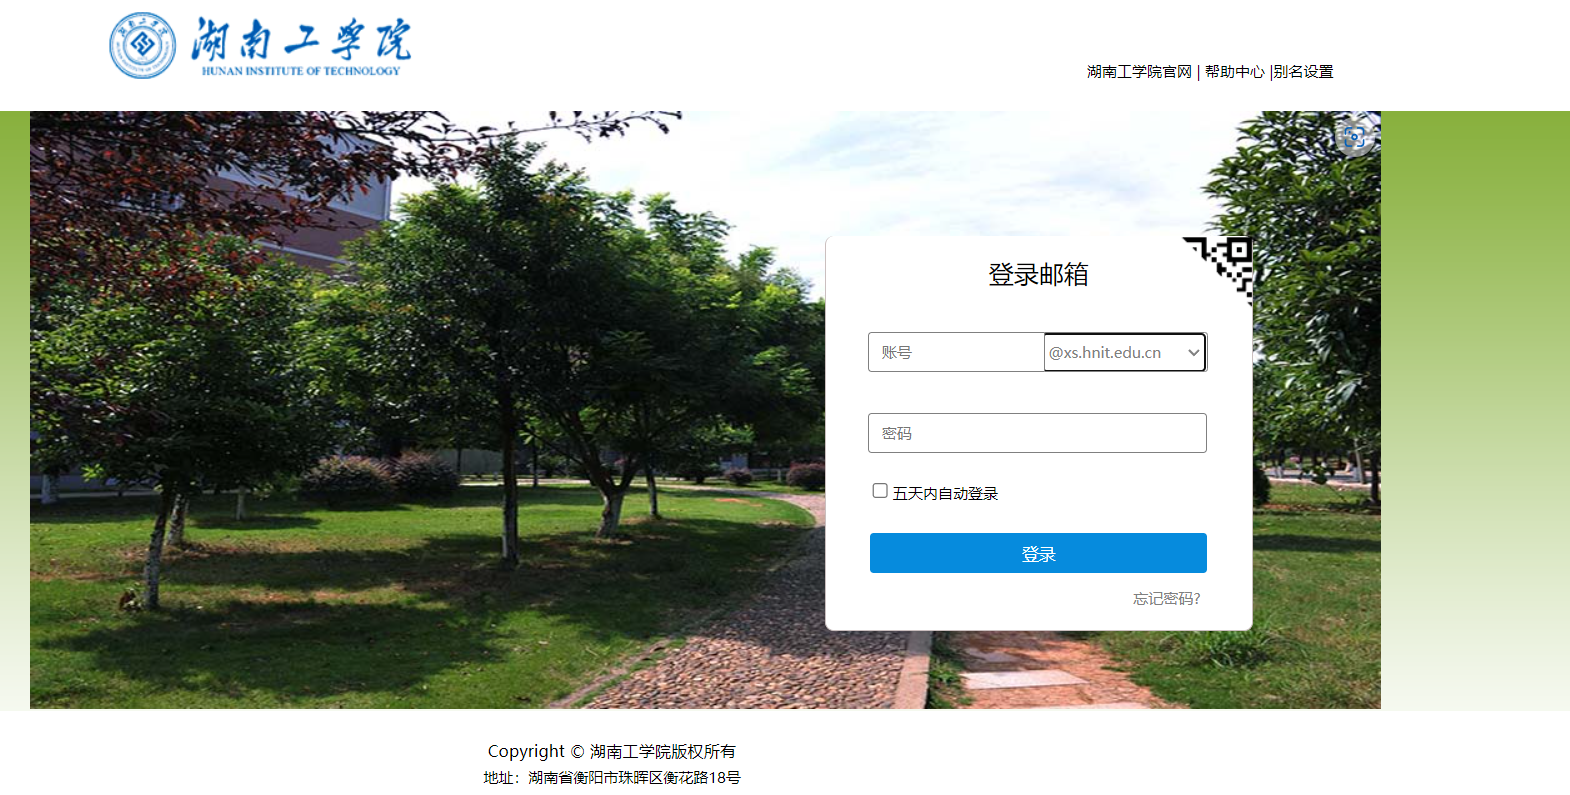 湖南工学院
HUNAN INSTITUTE OF TECHNOLOGY
湖南工学院官网 | 帮助中心 |别名设置
登录邮箱
账号 @xs.hnit.edu.cn
密码
五天内自动登录
登录
忘记密码?
Copyright © 湖南工学院版权所有
地址：湖南省衡阳市珠晖区衡花路18号